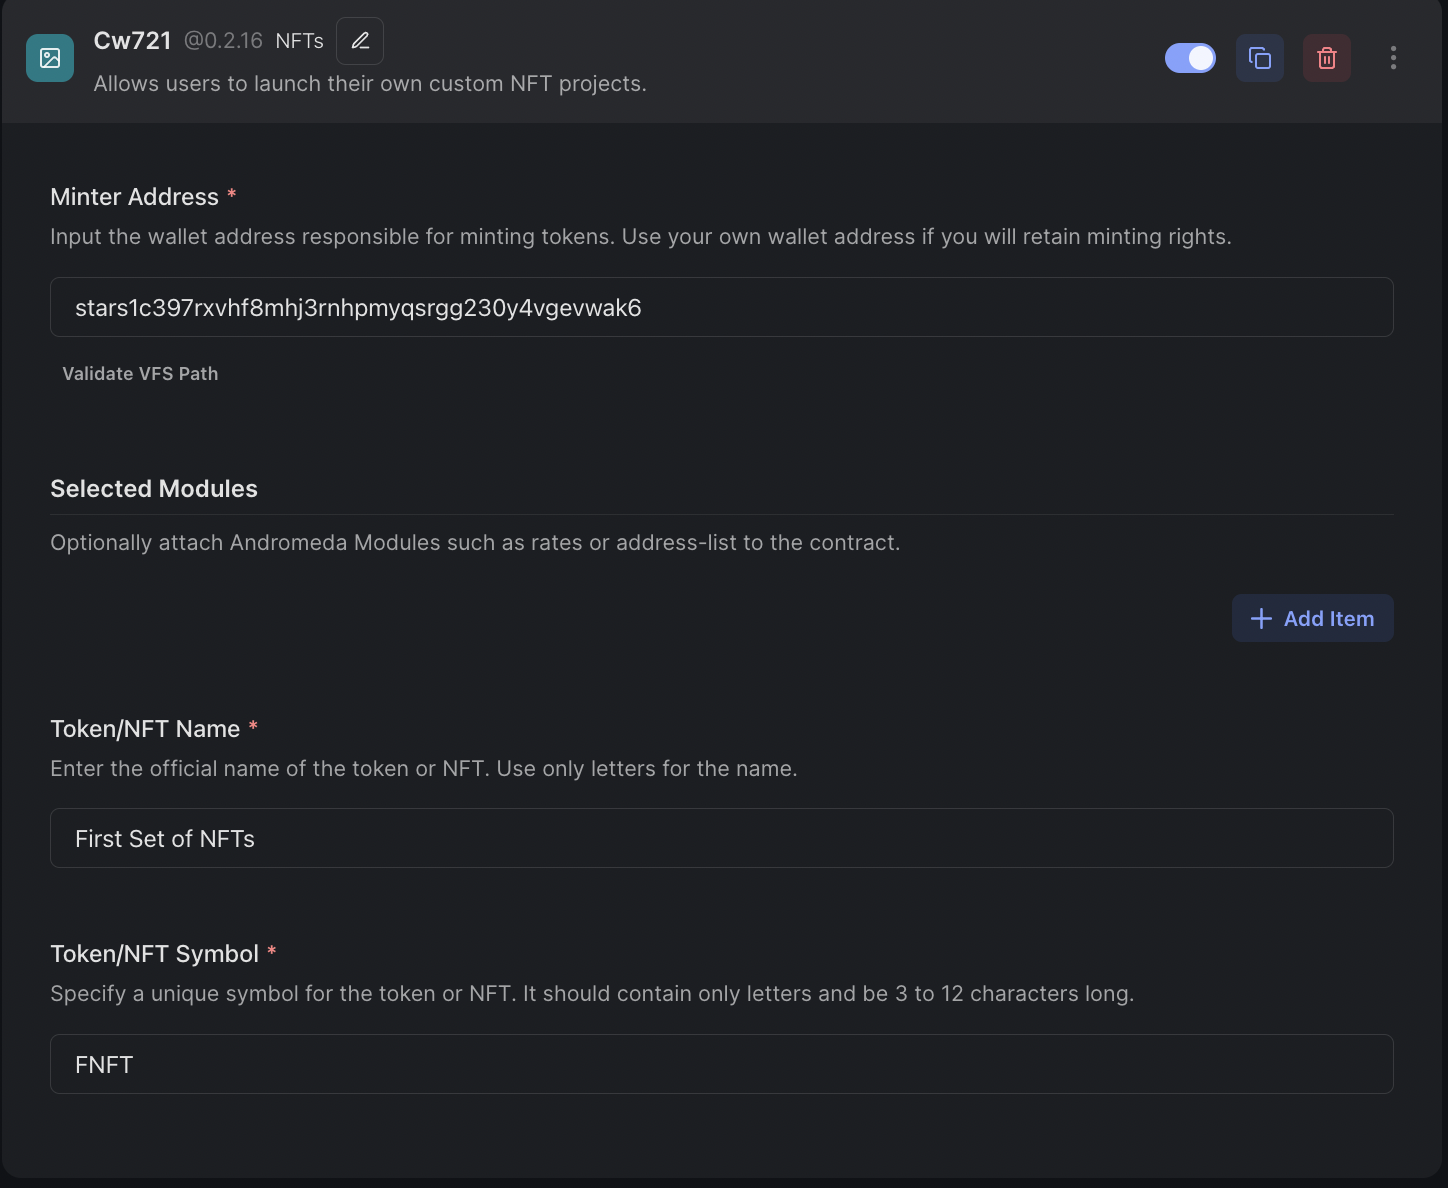 Cw721 @0.2.16 NFTs
Allows users to launch their own custom NFT projects.
Minter Address *
Input the wallet address responsible for minting tokens. Use your own wallet address if you will retain minting rights.
stars1c397rxvhf8mhj3rnhpmyqsrgg230y4vgevwak6
Validate VFS Path
Selected Modules
Optionally attach Andromeda Modules such as rates or address-list to the contract.
Add Item
Token/NFT Name *
Enter the official name of the token or NFT. Use only letters for the name.
First Set of NFTs
Token/NFT Symbol *
Specify a unique symbol for the token or NFT. It should contain only letters and be 3 to 12 characters long.
FNFT